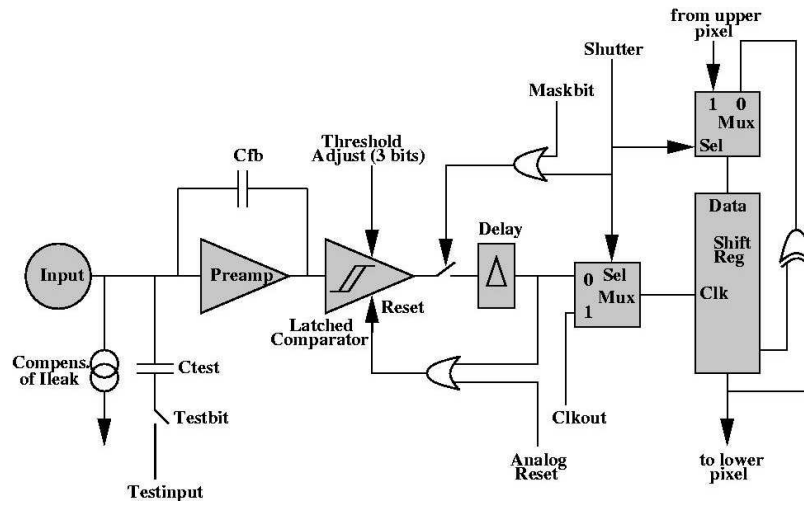 from upper
pixel
Shutter
Maskbit
1 0
Mux
Sel
Threshold
Adjust (3 bits)
Cfb
Delay
Data
Shift
Reg
Input
Preamp
Δ
0 Sel
Mux
1
Clk
Reset
Latched
Comparator
Compens.
of Ileak
Ctest
Testbit
Clkout
Analog
Reset
to lower
pixel
Testinput